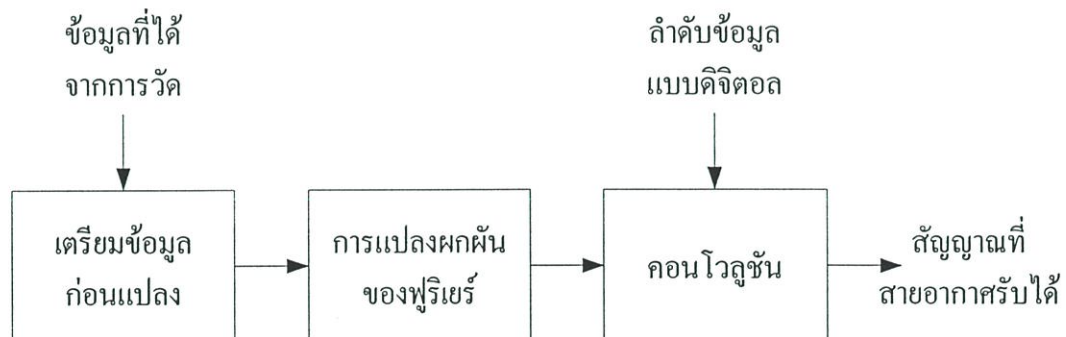 ข้อมูลที่ได้
จากการวัด
ลำดับข้อมูล
แบบดิจิตอล
เตรียมข้อมูล
ก่อนแปลง
การแปลงผกผัน
ของฟูริเยร์
คอนโวลูชัน
สัญญาณที่
สายอากาศรับได้